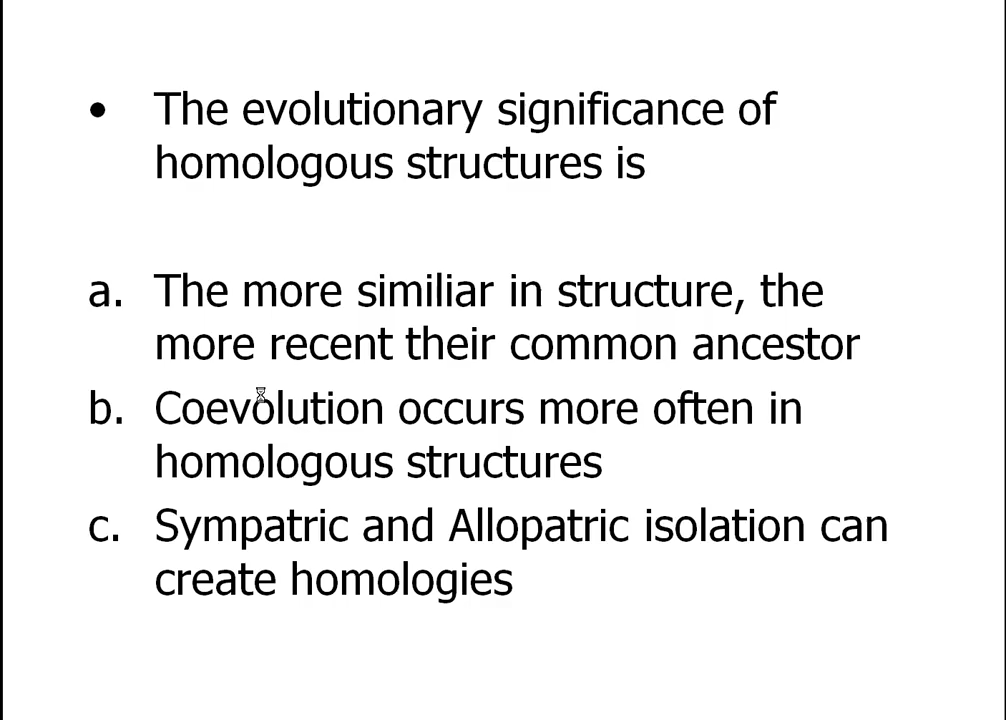 • The evolutionary significance of
homologous structures is
a. The more similiar in structure, the
more recent their common ancestor
b. Coevolution occurs more often in
homologous structures
c. Sympatric and Allopatric isolation can
create homologies